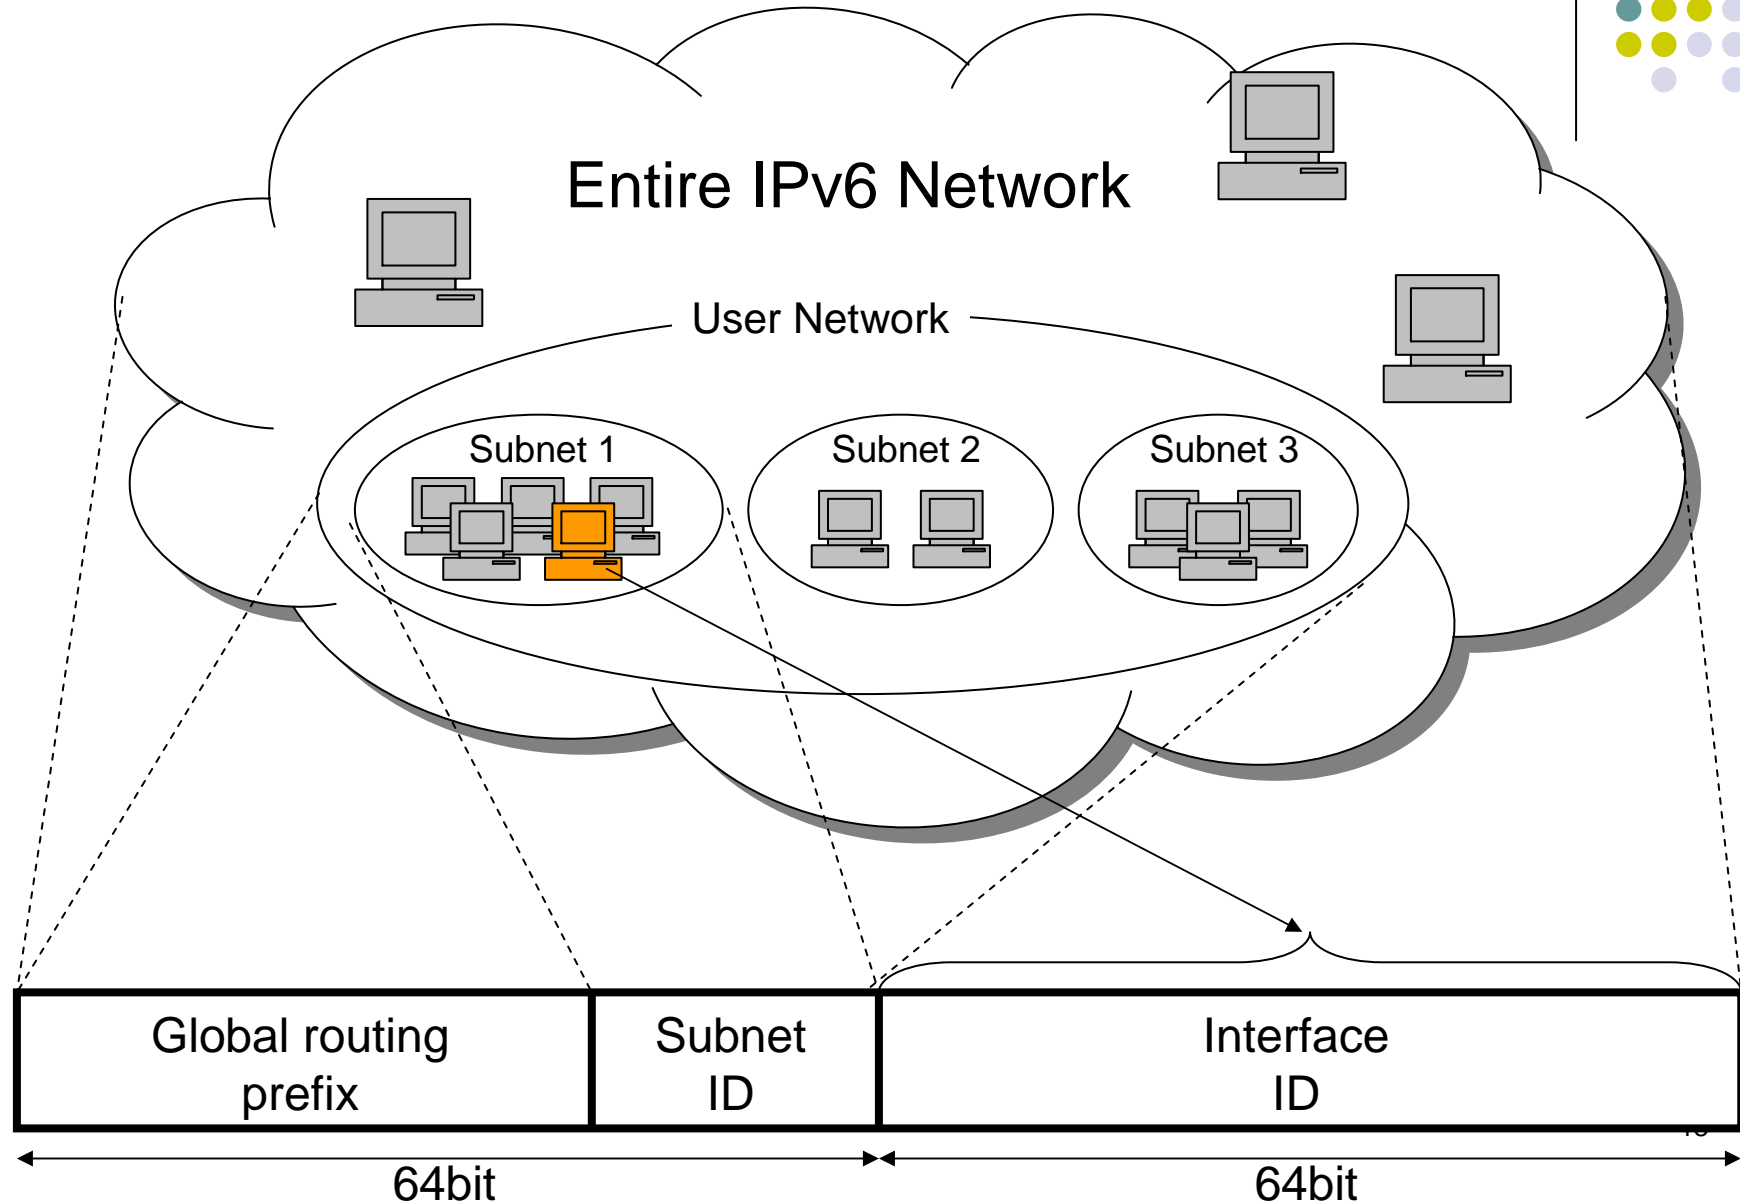 Entire IPv6 Network
User Network
Subnet 1
Subnet 2
Subnet 3
Global routing
prefix
Subnet
ID
Interface
ID
64bit
64bit